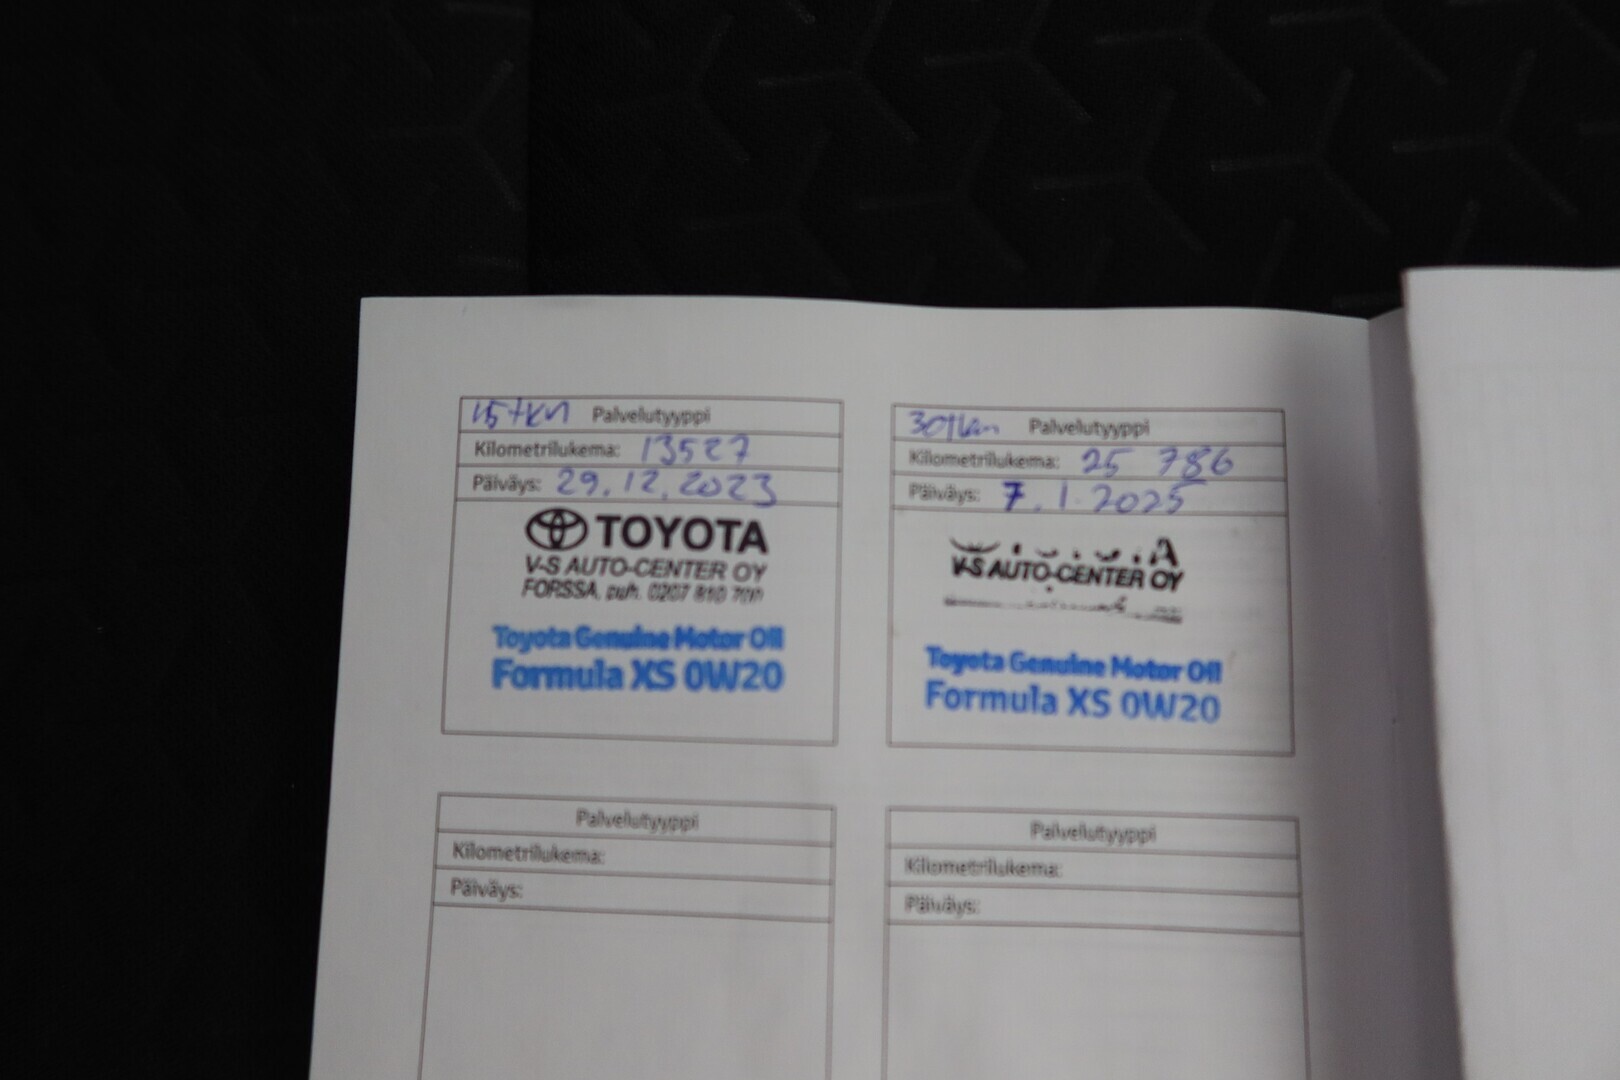 15tkm Palvelutyyppi
Kilometrilukema: 13527
Päiväys: 29.12.2023
TOYOTA
V-S AUTO-CENTER OY
FORSSA, puh. 0207 810 700
Toyota Genuine Motor Oil
Formula XS 0W20
30tkm Palvelutyyppi
Kilometrilukema: 25 786
Päiväys: 7.1.2025
V-S AUTO-CENTER OY
Toyota Genuine Motor Oil
Formula XS 0W20
Palvelutyyppi
Kilometrilukema:
Päiväys:
Palvelutyyppi
Kilometrilukema:
Päiväys: